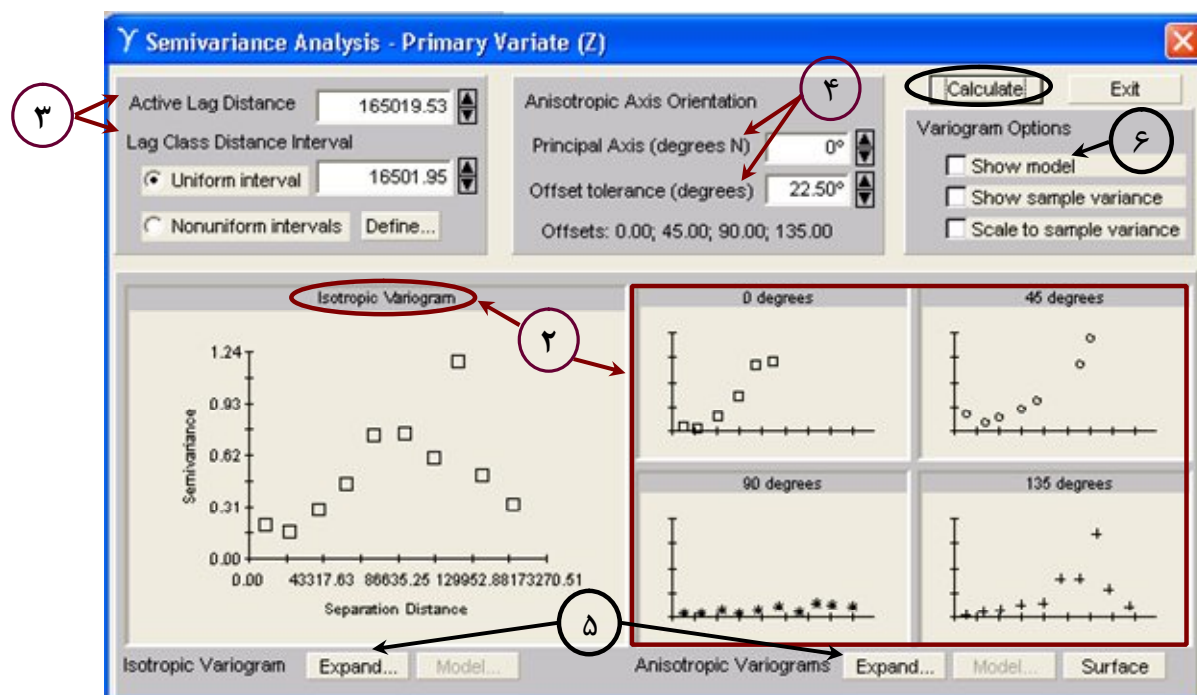 γ Semivariance Analysis - Primary Variate (Z)
۳
Active Lag Distance 165019.53
Lag Class Distance Interval
Uniform interval 16501.95
Nonuniform intervals Define...
Anisotropic Axis Orientation
۴
Principal Axis (degrees N) 0°
Offset tolerance (degrees) 22.50°
Offsets: 0.00; 45.00; 90.00; 135.00
Calculate Exit
Variogram Options
۶
Show model
Show sample variance
Scale to sample variance
Isotropic Variogram
۲
1.24
0.93
0.62
0.31
0.00
Semivariance
0.00 43317.63 86635.25 129952.88173270.51
Separation Distance
0 degrees
45 degrees
90 degrees
135 degrees
۵
Isotropic Variogram Expand... Model...
Anisotropic Variograms Expand... Model... Surface